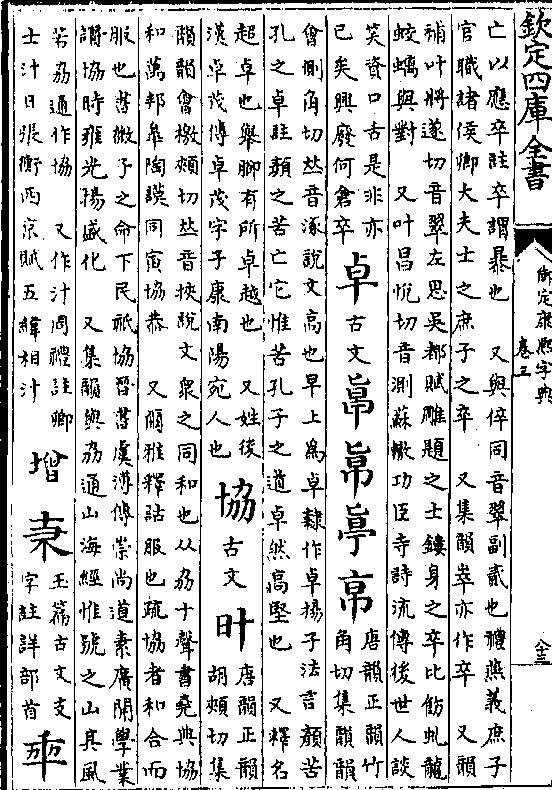 欽定四庫全書
御定康熙字典
卷三
亡以應卒註卒謂暴也　又與倅同音翠副貳也禮燕義庶子
官職諸侯卿大夫士之庶子之卒　又集韻崒亦作卒　又韻
補叶將遂切音翠左思吳都賦雕題之士鏤身之卒比飾虬龍
蛟螭與對　又叶昌悅切音測蘇轍功臣寺詩流傳後世人談
笑資口舌是非亦
已矣興廢何倉卒
卓 古文
唐韻正韻竹
角切集韻韻
會側角切𠀤音涿說文高也早上爲卓隸作卓揚子法言顏苦
孔之卓註顏之苦亡它惟苦孔子之道卓然高堅也　又釋名
超卓也舉腳有所卓越也　又姓後
漢卓茂傳卓茂字子康南陽宛人也
協 古文 叶
唐韻正韻
胡頰切集
韻韻會檄頰切𠀤音挾說文衆之同和也从劦十聲書堯典協
和萬邦皋陶謨同寅協恭　又爾雅釋詁服也疏協者和合而
服也書微子之命下民祗協晉書虞溥傳崇尚道素廣開學業
讚協時雍光揚盛化　又集韻與劦通山海經惟號之山其風
若劦通作協　又作汁周禮註鄉
士汁日張衡西京賦五緯相汁
增
玉篇古文支
字註詳部首